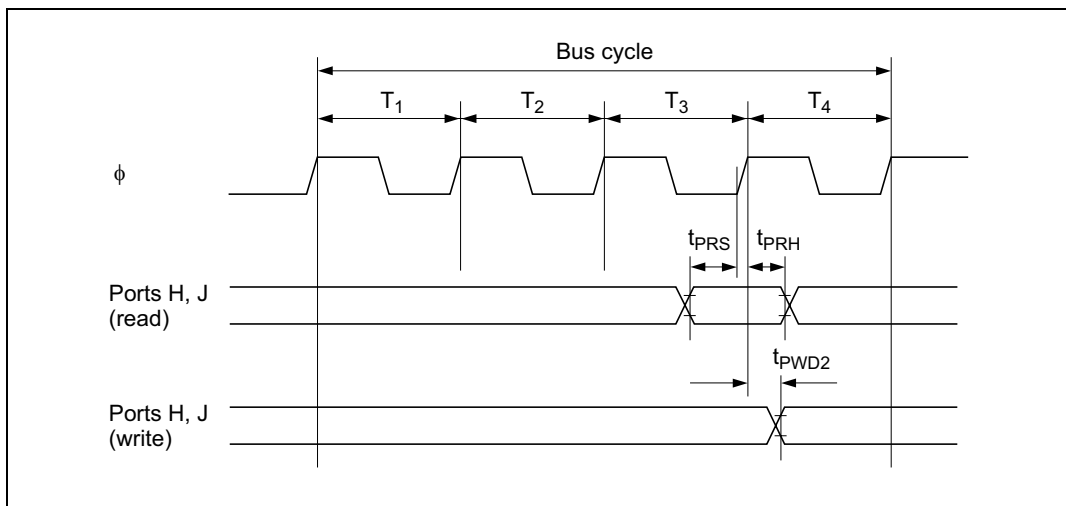 Bus cycle
T1 T2 T3 T4
ϕ
tPRS tPRH
Ports H, J
(read)
tPWD2
Ports H, J
(write)